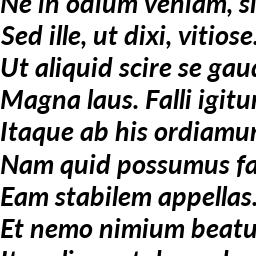 Ne in odium veniam, si
Sed ille, ut dixi, vitiose.
Ut aliquid scire se gaud
Magna laus. Falli igitur
Itaque ab his ordiamur
Nam quid possumus fa
Eam stabilem appellas.
Et nemo nimium beatu